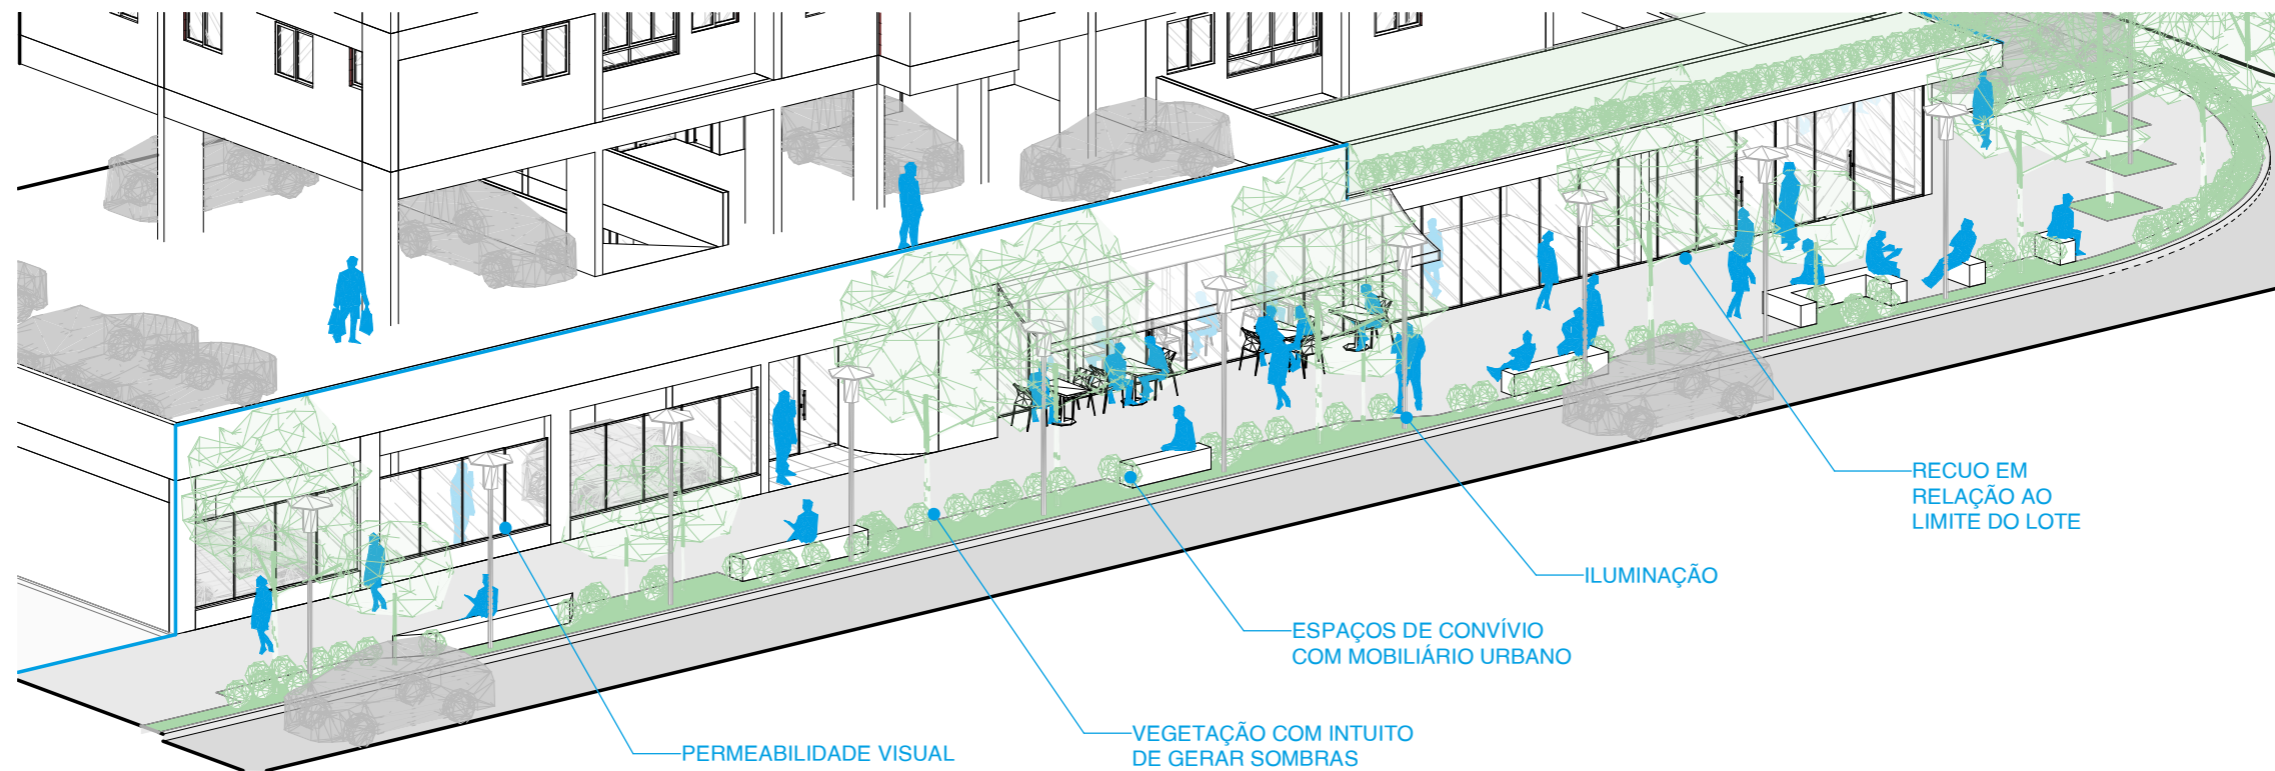 RECUO EM
RELAÇÃO AO
LIMITE DO LOTE
ILUMINAÇÃO
ESPAÇOS DE CONVÍVIO
COM MOBILIÁRIO URBANO
VEGETAÇÃO COM INTUITO
DE GERAR SOMBRAS
PERMEABILIDADE VISUAL